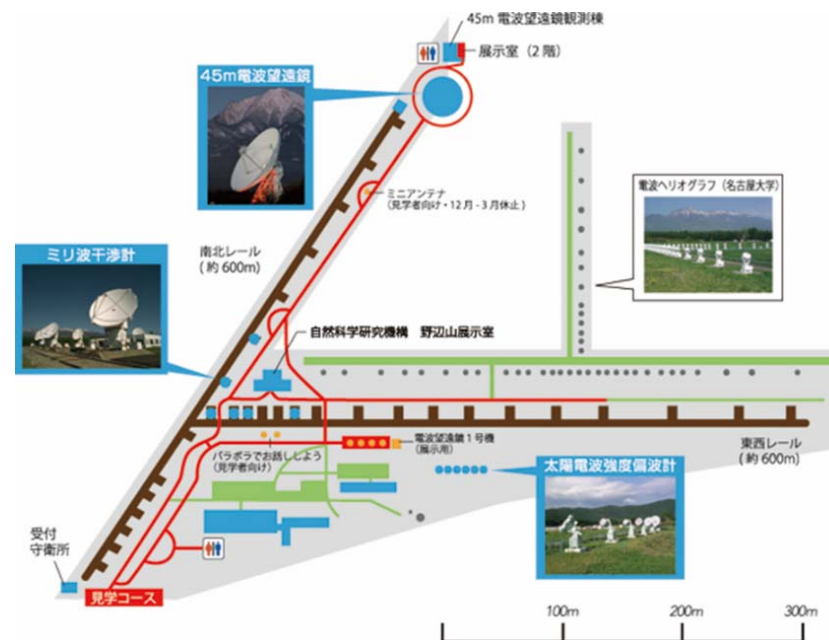 45m 電波望遠鏡観測棟
展示室（2 階）
45m電波望遠鏡
ミニアンテナ
（見学者向け・12 月 - 3 月休止）
電波ヘリオグラフ（名古屋大学）
南北レール
（約 600m）
ミリ波干渉計
自然科学研究機構　野辺山展示室
パラボラでお話ししよう
（見学者向け）
電波望遠鏡１号機
（展示用）
東西レール
（約 600m）
太陽電波強度偏波計
受付
守衛所
見学コース
100m
200m
300m